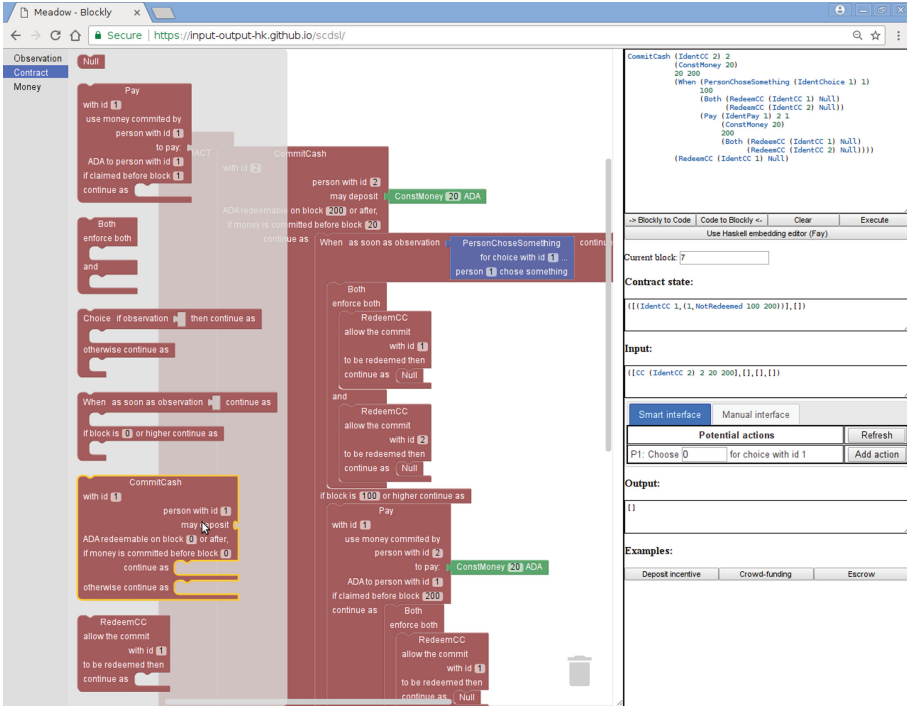 Meadow - Blockly
Secure | https://input-output-hk.github.io/scdsl/
Observation
Contract
Money
Null
Pay
with id 1
use money commited by
person with id 1
to pay:
ADA to person with id 1
if claimed before block 1
continue as
Both
enforce both
and
Choice if observation then continue as
otherwise continue as
When as soon as observation continue as
if block is 0 or higher continue as
CommitCash
with id 1
person with id 1
may deposit
ADA redeemable on block 0 or after,
if money is committed before block 0
continue as
otherwise continue as
RedeemCC
allow the commit
with id 1
to be redeemed then
continue as
ACT
CommitCash
with id 2
person with id 2
may deposit ConstMoney 20 ADA
ADA redeemable on block 200 or after,
if money is committed before block 20
continue as
When as soon as observation PersonChoseSomething continu
for choice with id 1 ...
person 1 chose something
Both
enforce both
RedeemCC
allow the commit
with id 1
to be redeemed then
continue as Null
and
RedeemCC
allow the commit
with id 2
to be redeemed then
continue as Null
if block is 100 or higher continue as
Pay
with id 1
use money commited by
person with id 2
to pay: ConstMoney 20 ADA
ADA to person with id 1
if claimed before block 200
continue as Both
enforce both
RedeemCC
allow the commit
with id 1
to be redeemed then
continue as Null
CommitCash (IdentCC 2) 2
(ConstMoney 20)
20 200
(When (PersonChoseSomething (IdentChoice 1) 1)
100
(Both (RedeemCC (IdentCC 1) Null)
(RedeemCC (IdentCC 2) Null))
(Pay (IdentPay 1) 2 1
(ConstMoney 20)
200
(Both (RedeemCC (IdentCC 1) Null)
(RedeemCC (IdentCC 2) Null))))
(RedeemCC (IdentCC 1) Null)
-> Blockly to Code Code to Blockly <- Clear Execute
Use Haskell embedding editor (Fay)
Current block: 7
Contract state:
([(IdentCC 1,(1,NotRedeemed 100 200))],[])
Input:
([CC (IdentCC 2) 2 20 200],[],[],[])
Smart interface Manual interface
Potential actions Refresh
P1: Choose 0 for choice with id 1 Add action
Output:
[]
Examples:
Deposit incentive Crowd-funding Escrow